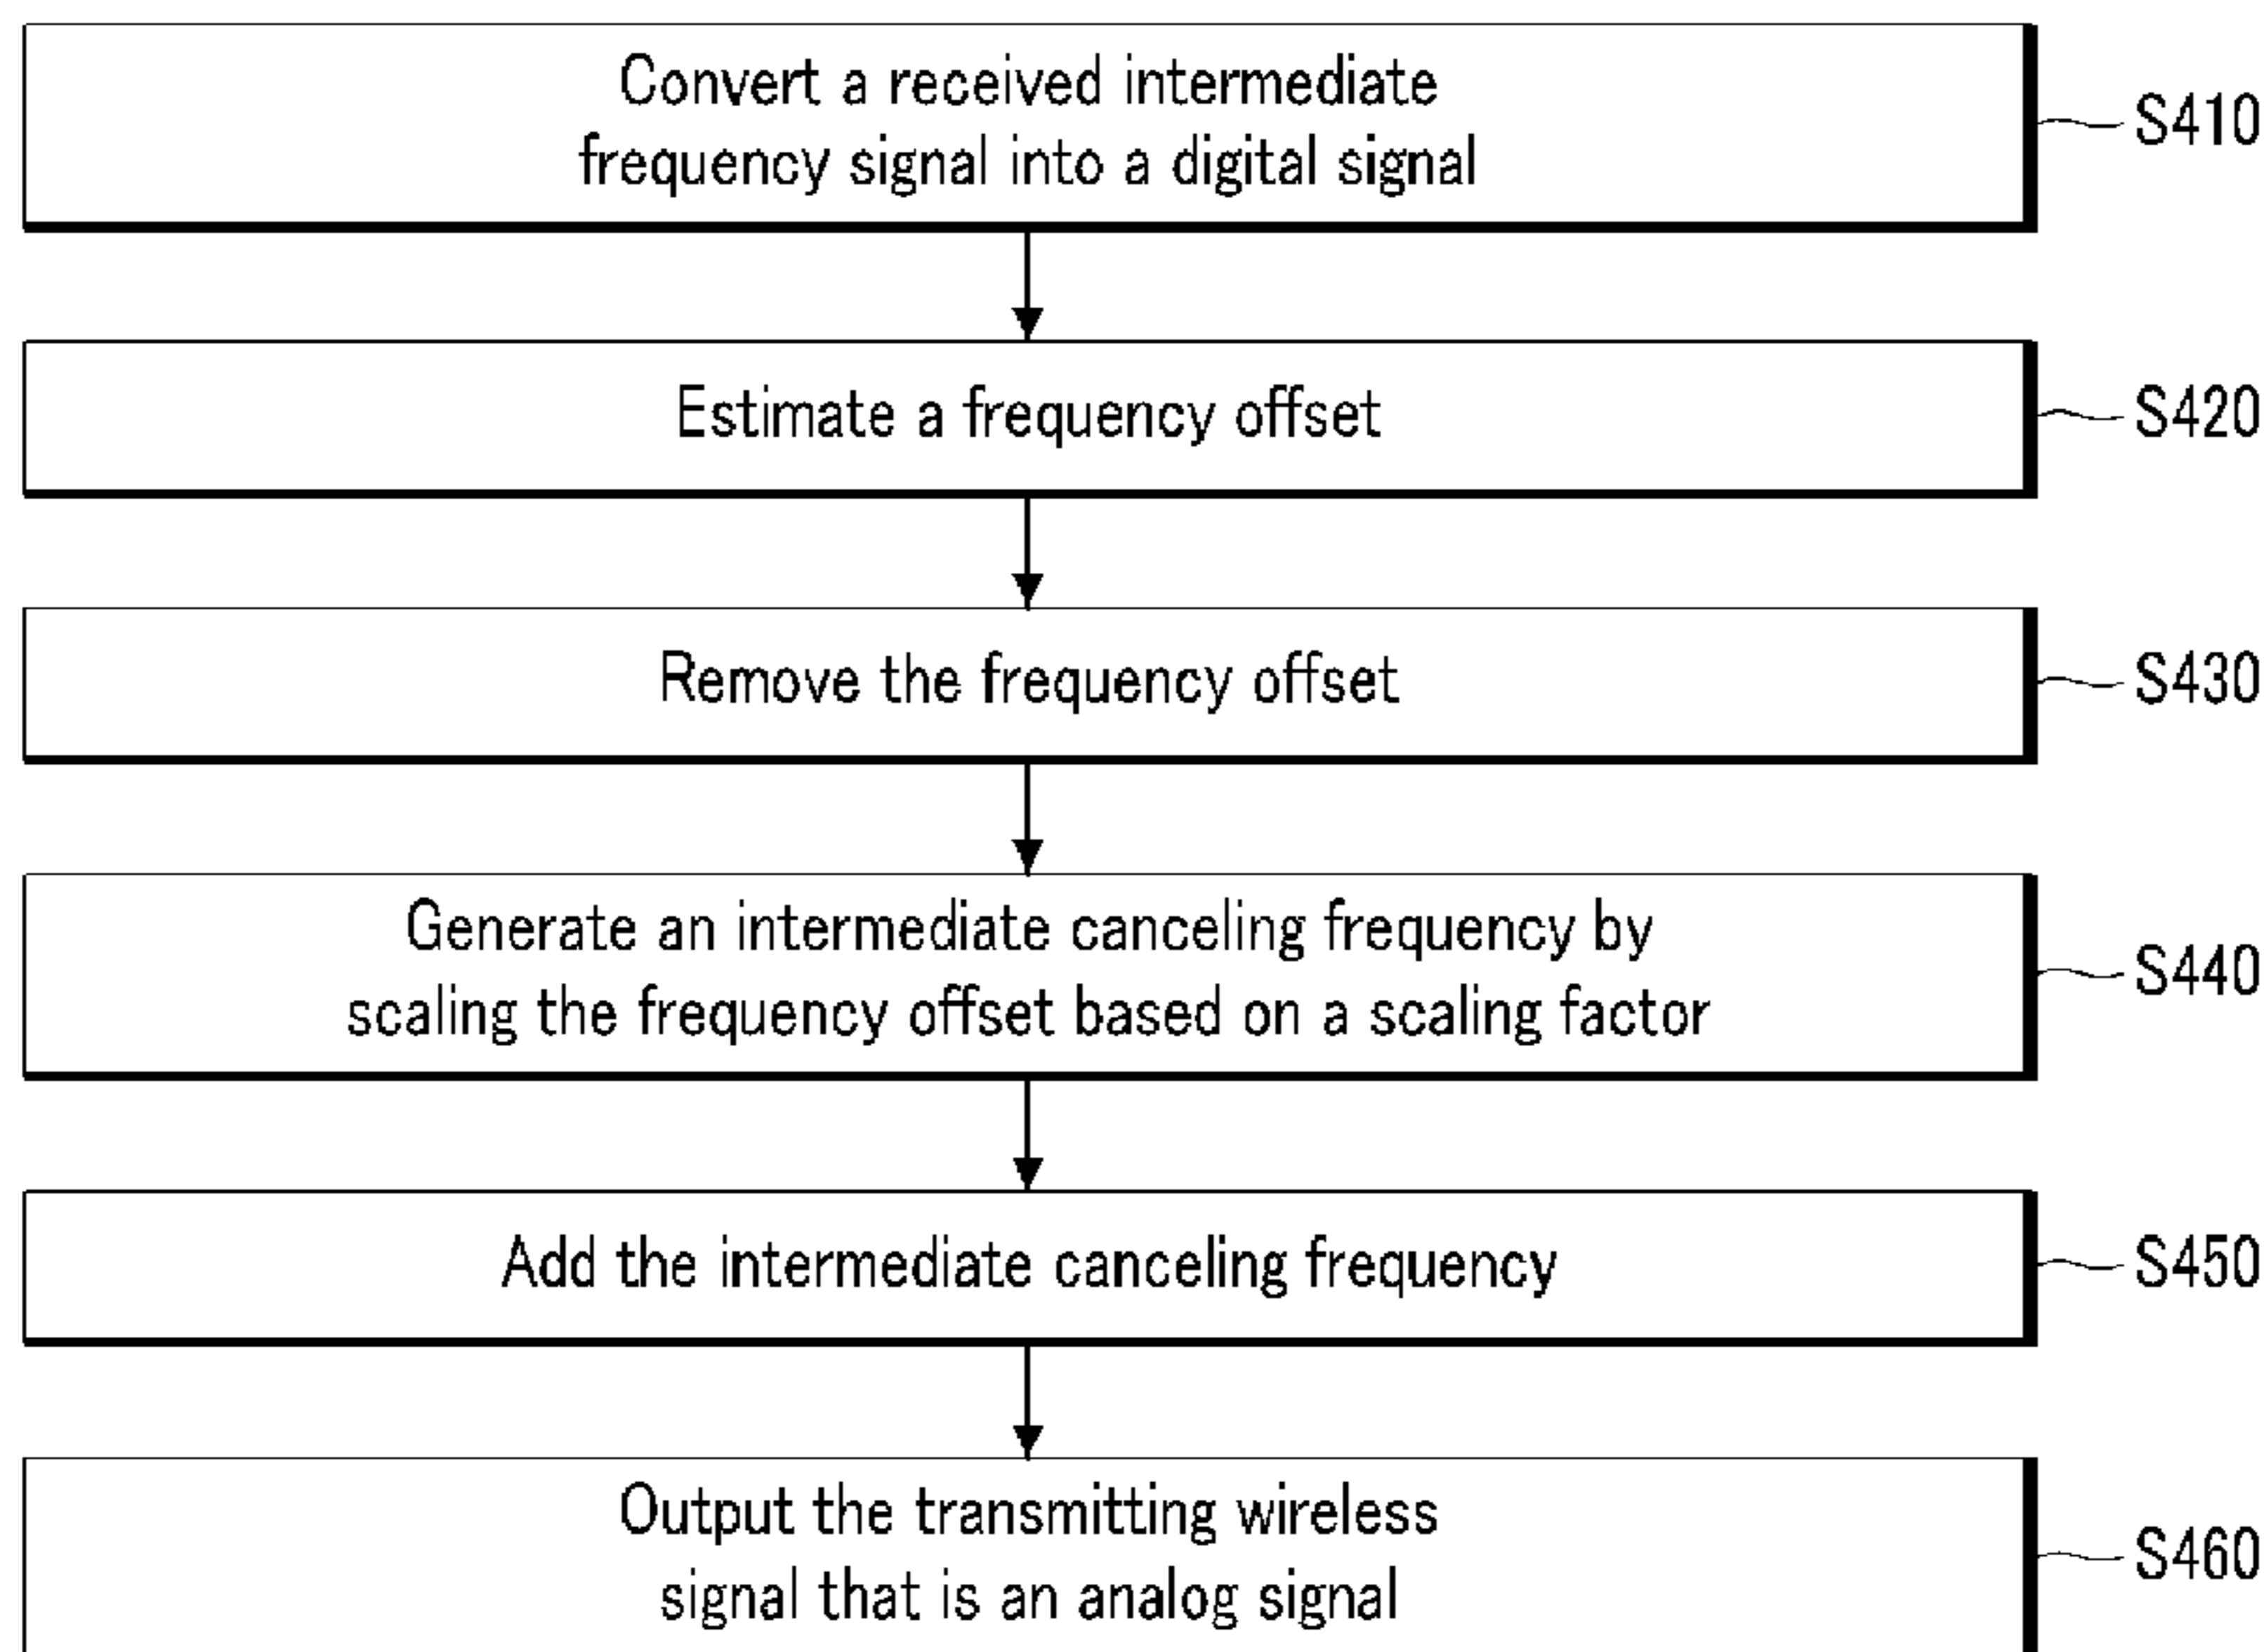 Convert a received intermediate
frequency signal into a digital signal
S410
Estimate a frequency offset
S420
Remove the frequency offset
S430
Generate an intermediate canceling frequency by
scaling the frequency offset based on a scaling factor
S440
Add the intermediate canceling frequency
S450
Output the transmitting wireless
signal that is an analog signal
S460